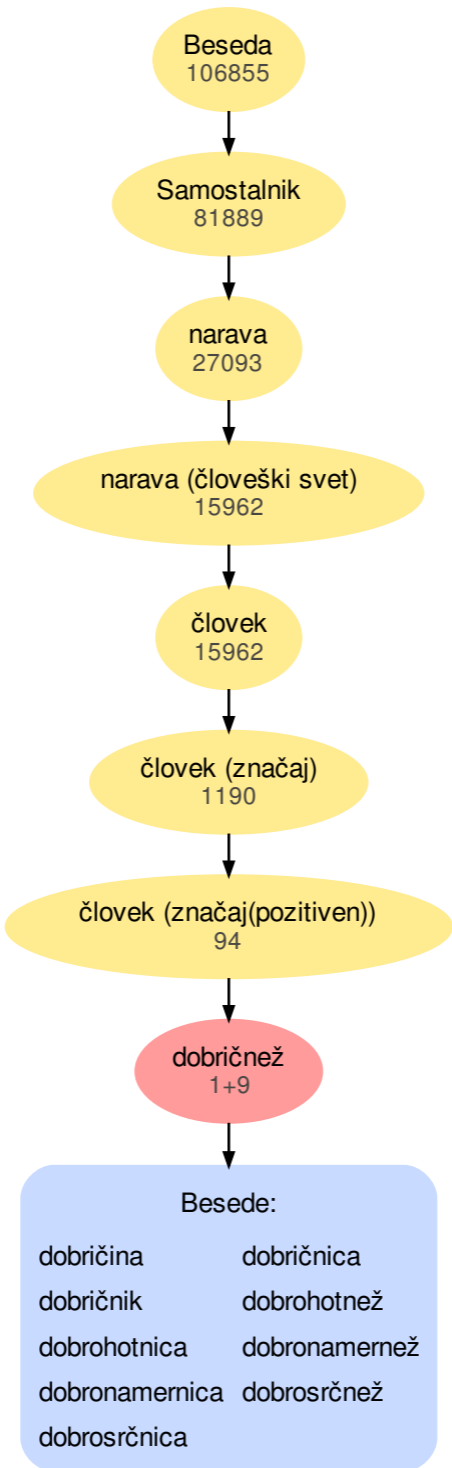 Beseda
106855
Samostalnik
81889
narava
27093
narava (človeški svet)
15962
človek
15962
človek (značaj)
1190
človek (značaj(pozitiven))
94
dobričnež
1+9
Besede:
dobričina dobričnica
dobričnik dobrohotnež
dobrohotnica dobronamernež
dobronamernica dobrosrčnež
dobrosrčnica